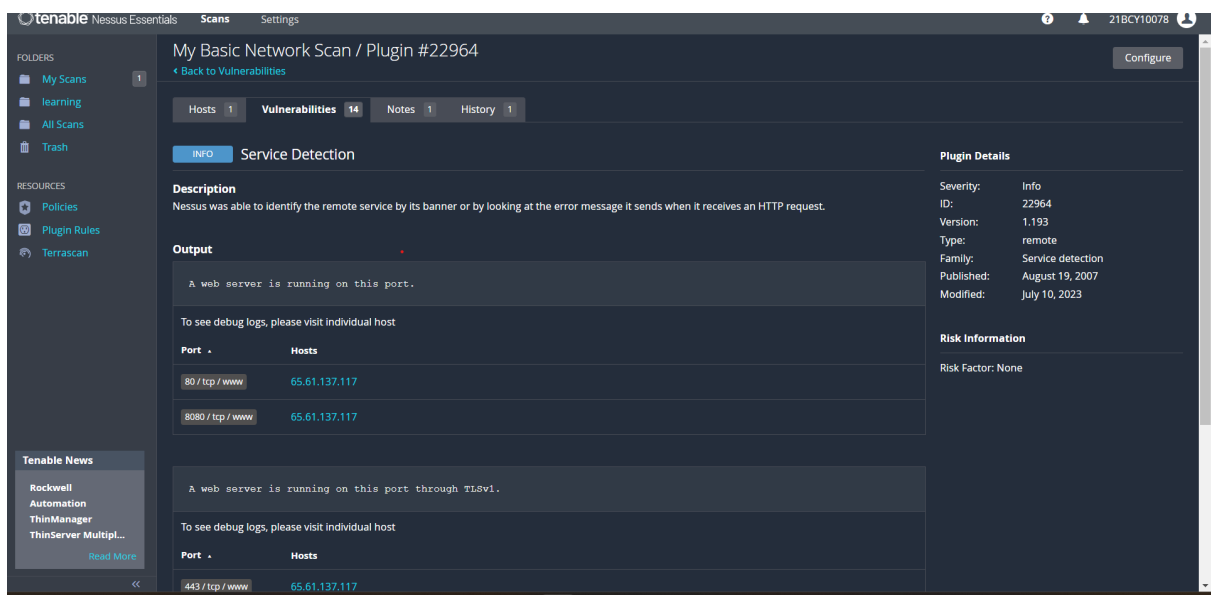 tenable Nessus Essentials Scans Settings 21BCY10078
FOLDERS
My Scans 1
learning
All Scans
Trash
RESOURCES
Policies
Plugin Rules
Terrascan
Tenable News
Rockwell
Automation
ThinManager
ThinServer Multipl...
Read More
My Basic Network Scan / Plugin #22964
Back to Vulnerabilities
Configure
Hosts 1 Vulnerabilities 14 Notes 1 History 1
INFO Service Detection
Description
Nessus was able to identify the remote service by its banner or by looking at the error message it sends when it receives an HTTP request.
Output
A web server is running on this port.
To see debug logs, please visit individual host
Port Hosts
80 / tcp / www 65.61.137.117
8080 / tcp / www 65.61.137.117
A web server is running on this port through TLSv1.
To see debug logs, please visit individual host
Port Hosts
443 / tcp / www 65.61.137.117
Plugin Details
Severity: Info
ID: 22964
Version: 1.193
Type: remote
Family: Service detection
Published: August 19, 2007
Modified: July 10, 2023
Risk Information
Risk Factor: None